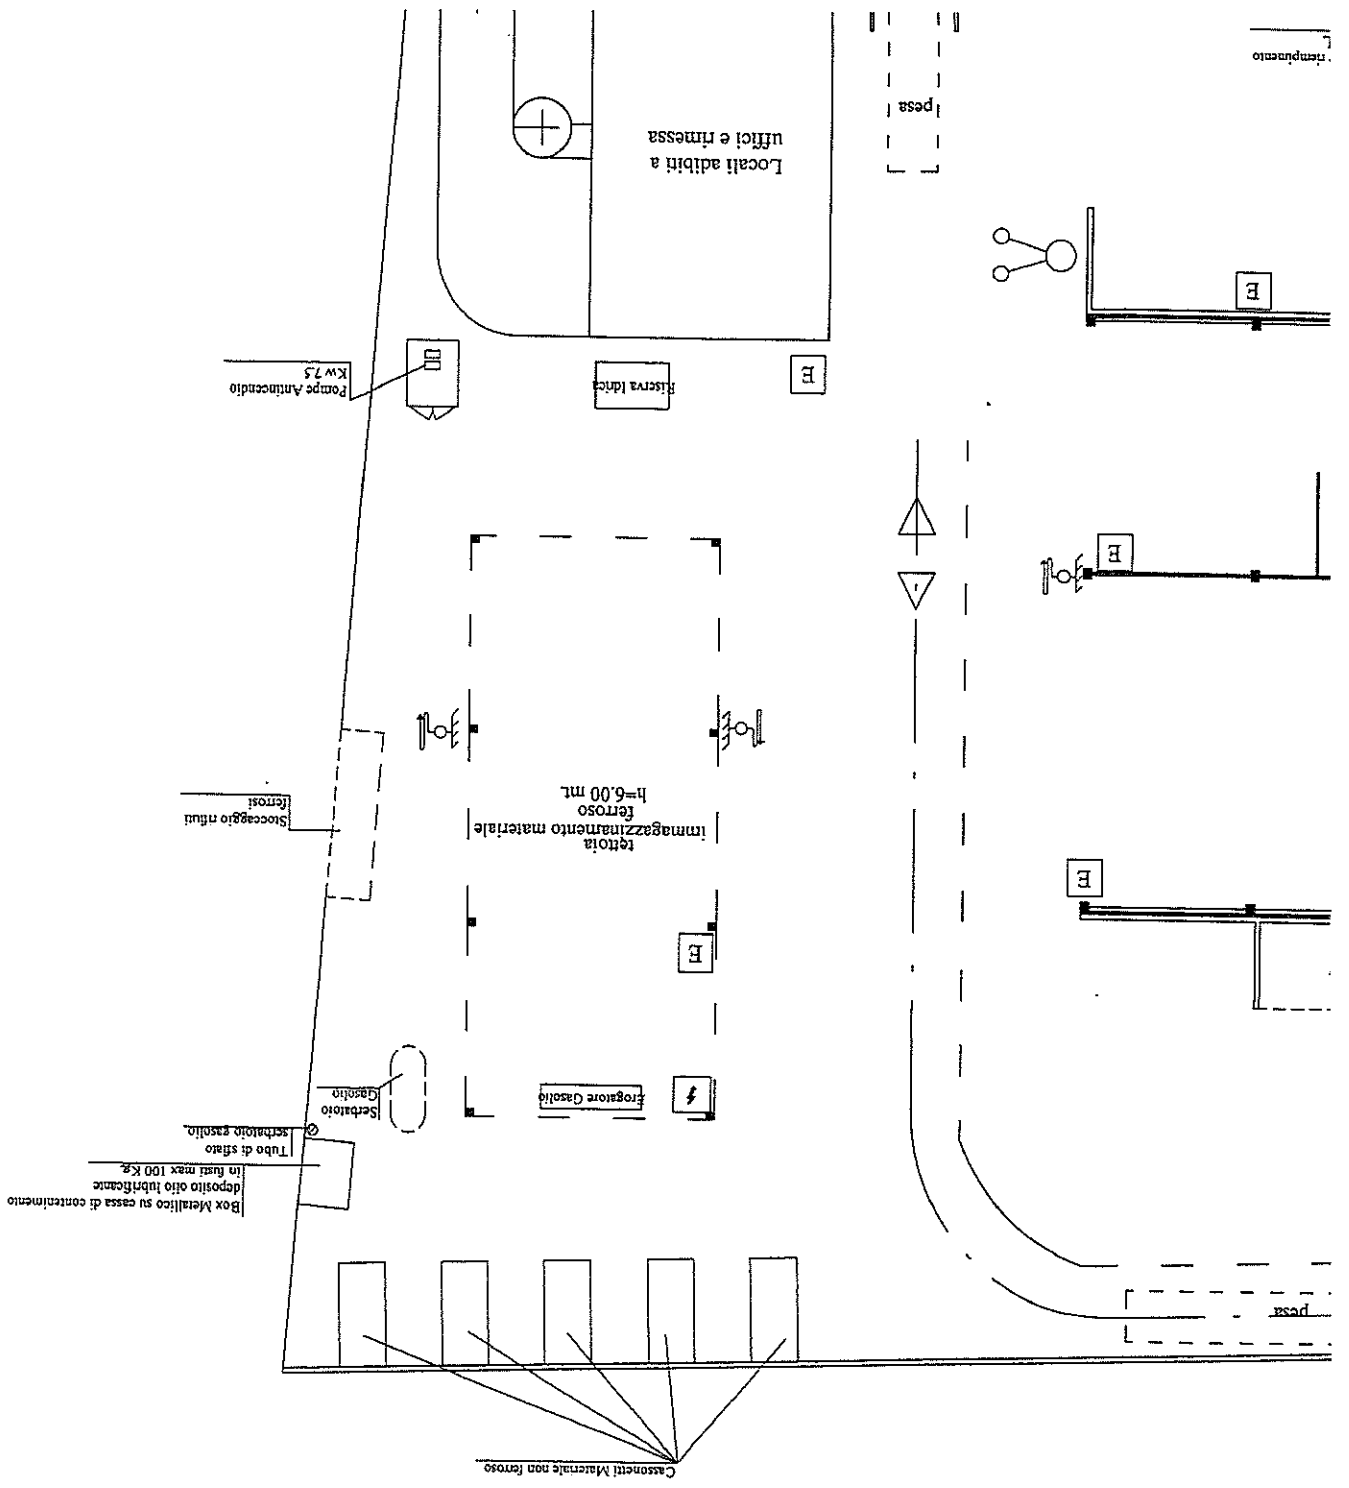 Cassonetti Materiale non ferroso
pesa
Box Metallico su cassa di contenimento
deposito olio lubrificante
in fusti max 100 Kg.
Tubo di sfiato
serbatoio gasolio
Serbatoio
Gasolio
Erogatore Gasolio
E
E
tettoia
immagazzinamento materiale
ferroso
h=6.00 mt.
Stoccaggio rifiuti
ferrosi
E
Pompe Antincendio
Kw 7.5
Riserva Idrica
E
E
Locali adibiti a
uffici e rimessa
pesa
riempimento